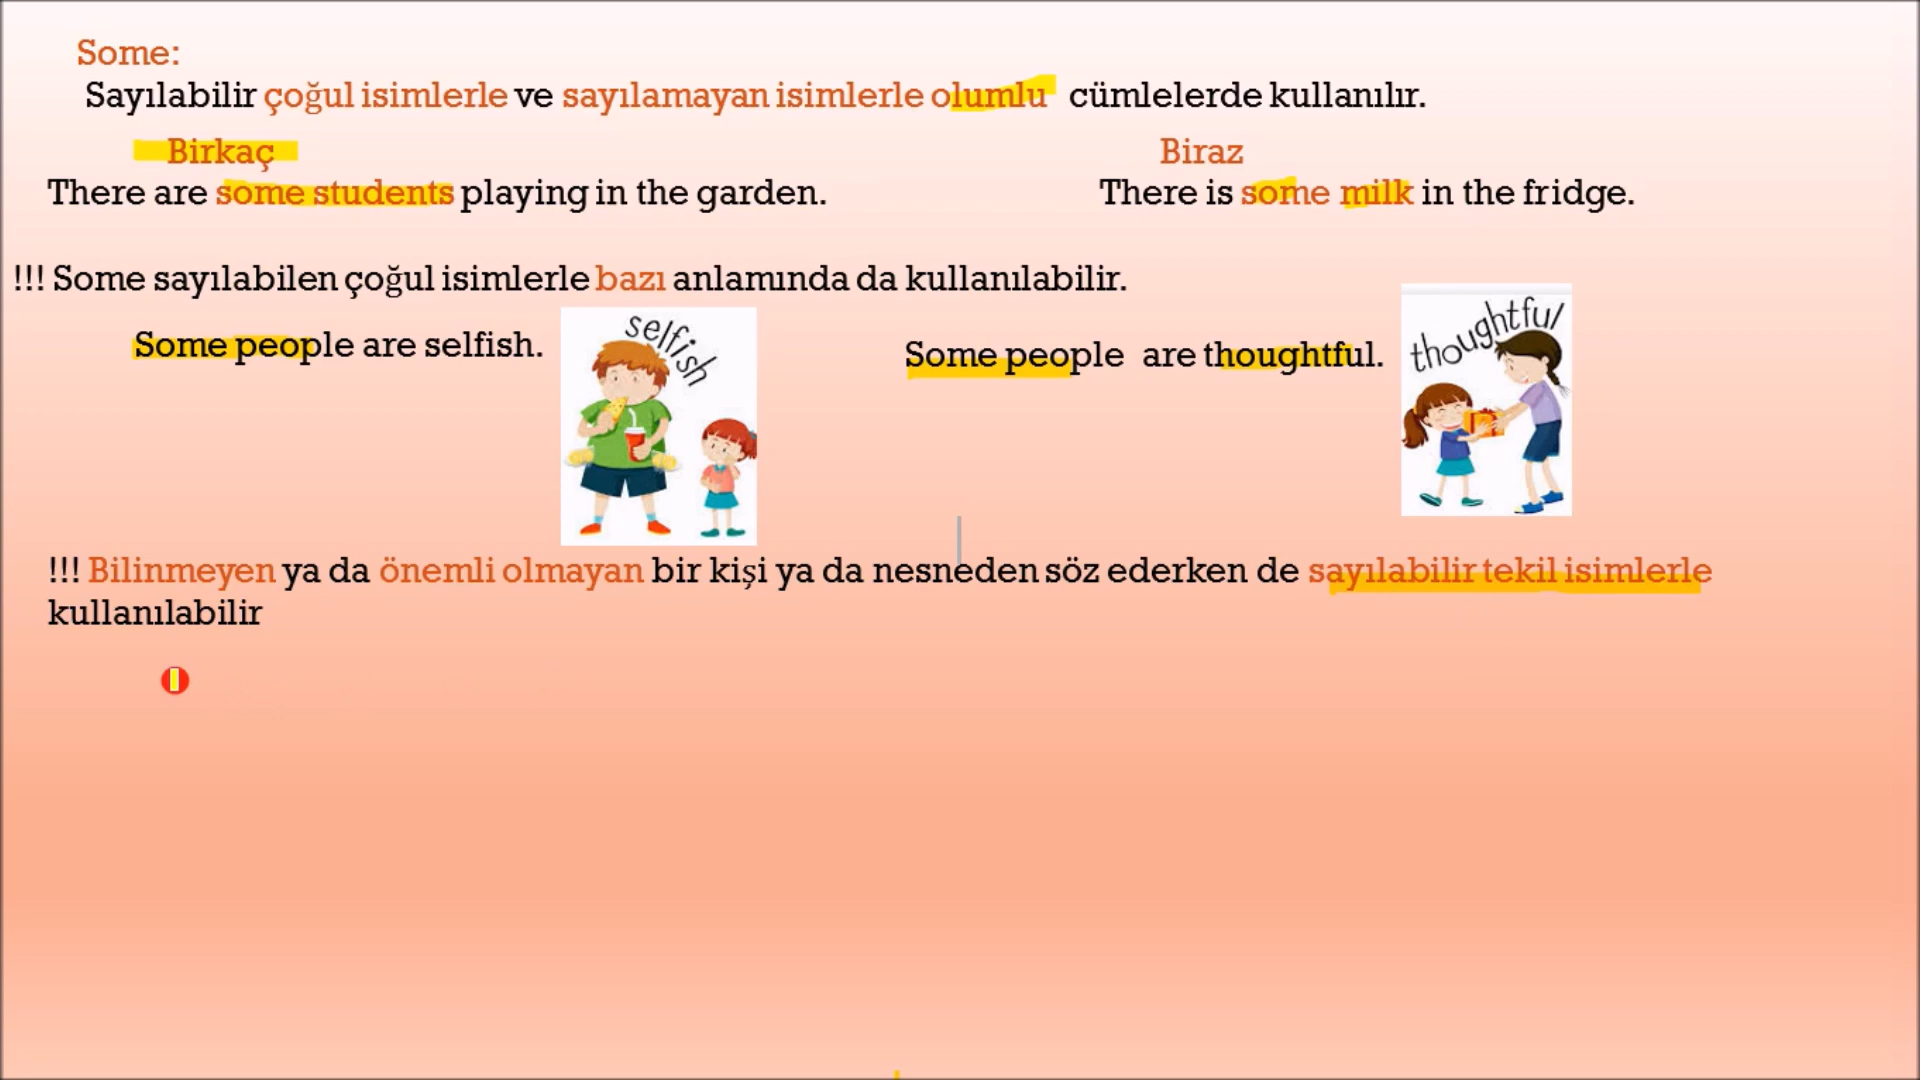 Some:
Sayılabilir çoğul isimlerle ve sayılamayan isimlerle olumlu cümlelerde kullanılır.
Birkaç
Biraz
There are some students playing in the garden.
There is some milk in the fridge.
!!! Some sayılabilen çoğul isimlerle bazı anlamında da kullanılabilir.
Some people are selfish.
selfish
Some people are thoughtful.
thoughtful
!!! Bilinmeyen ya da önemli olmayan bir kişi ya da nesneden söz ederken de sayılabilir tekil isimlerle
kullanılabilir